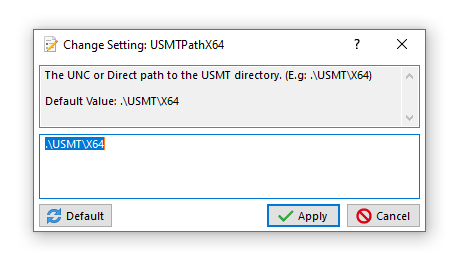 Change Setting: USMTPathX64
?
The UNC or Direct path to the USMT directory. (E.g: .\USMT\X64)
Default Value: .\USMT\X64
.\USMT\X64
Default
Apply
Cancel